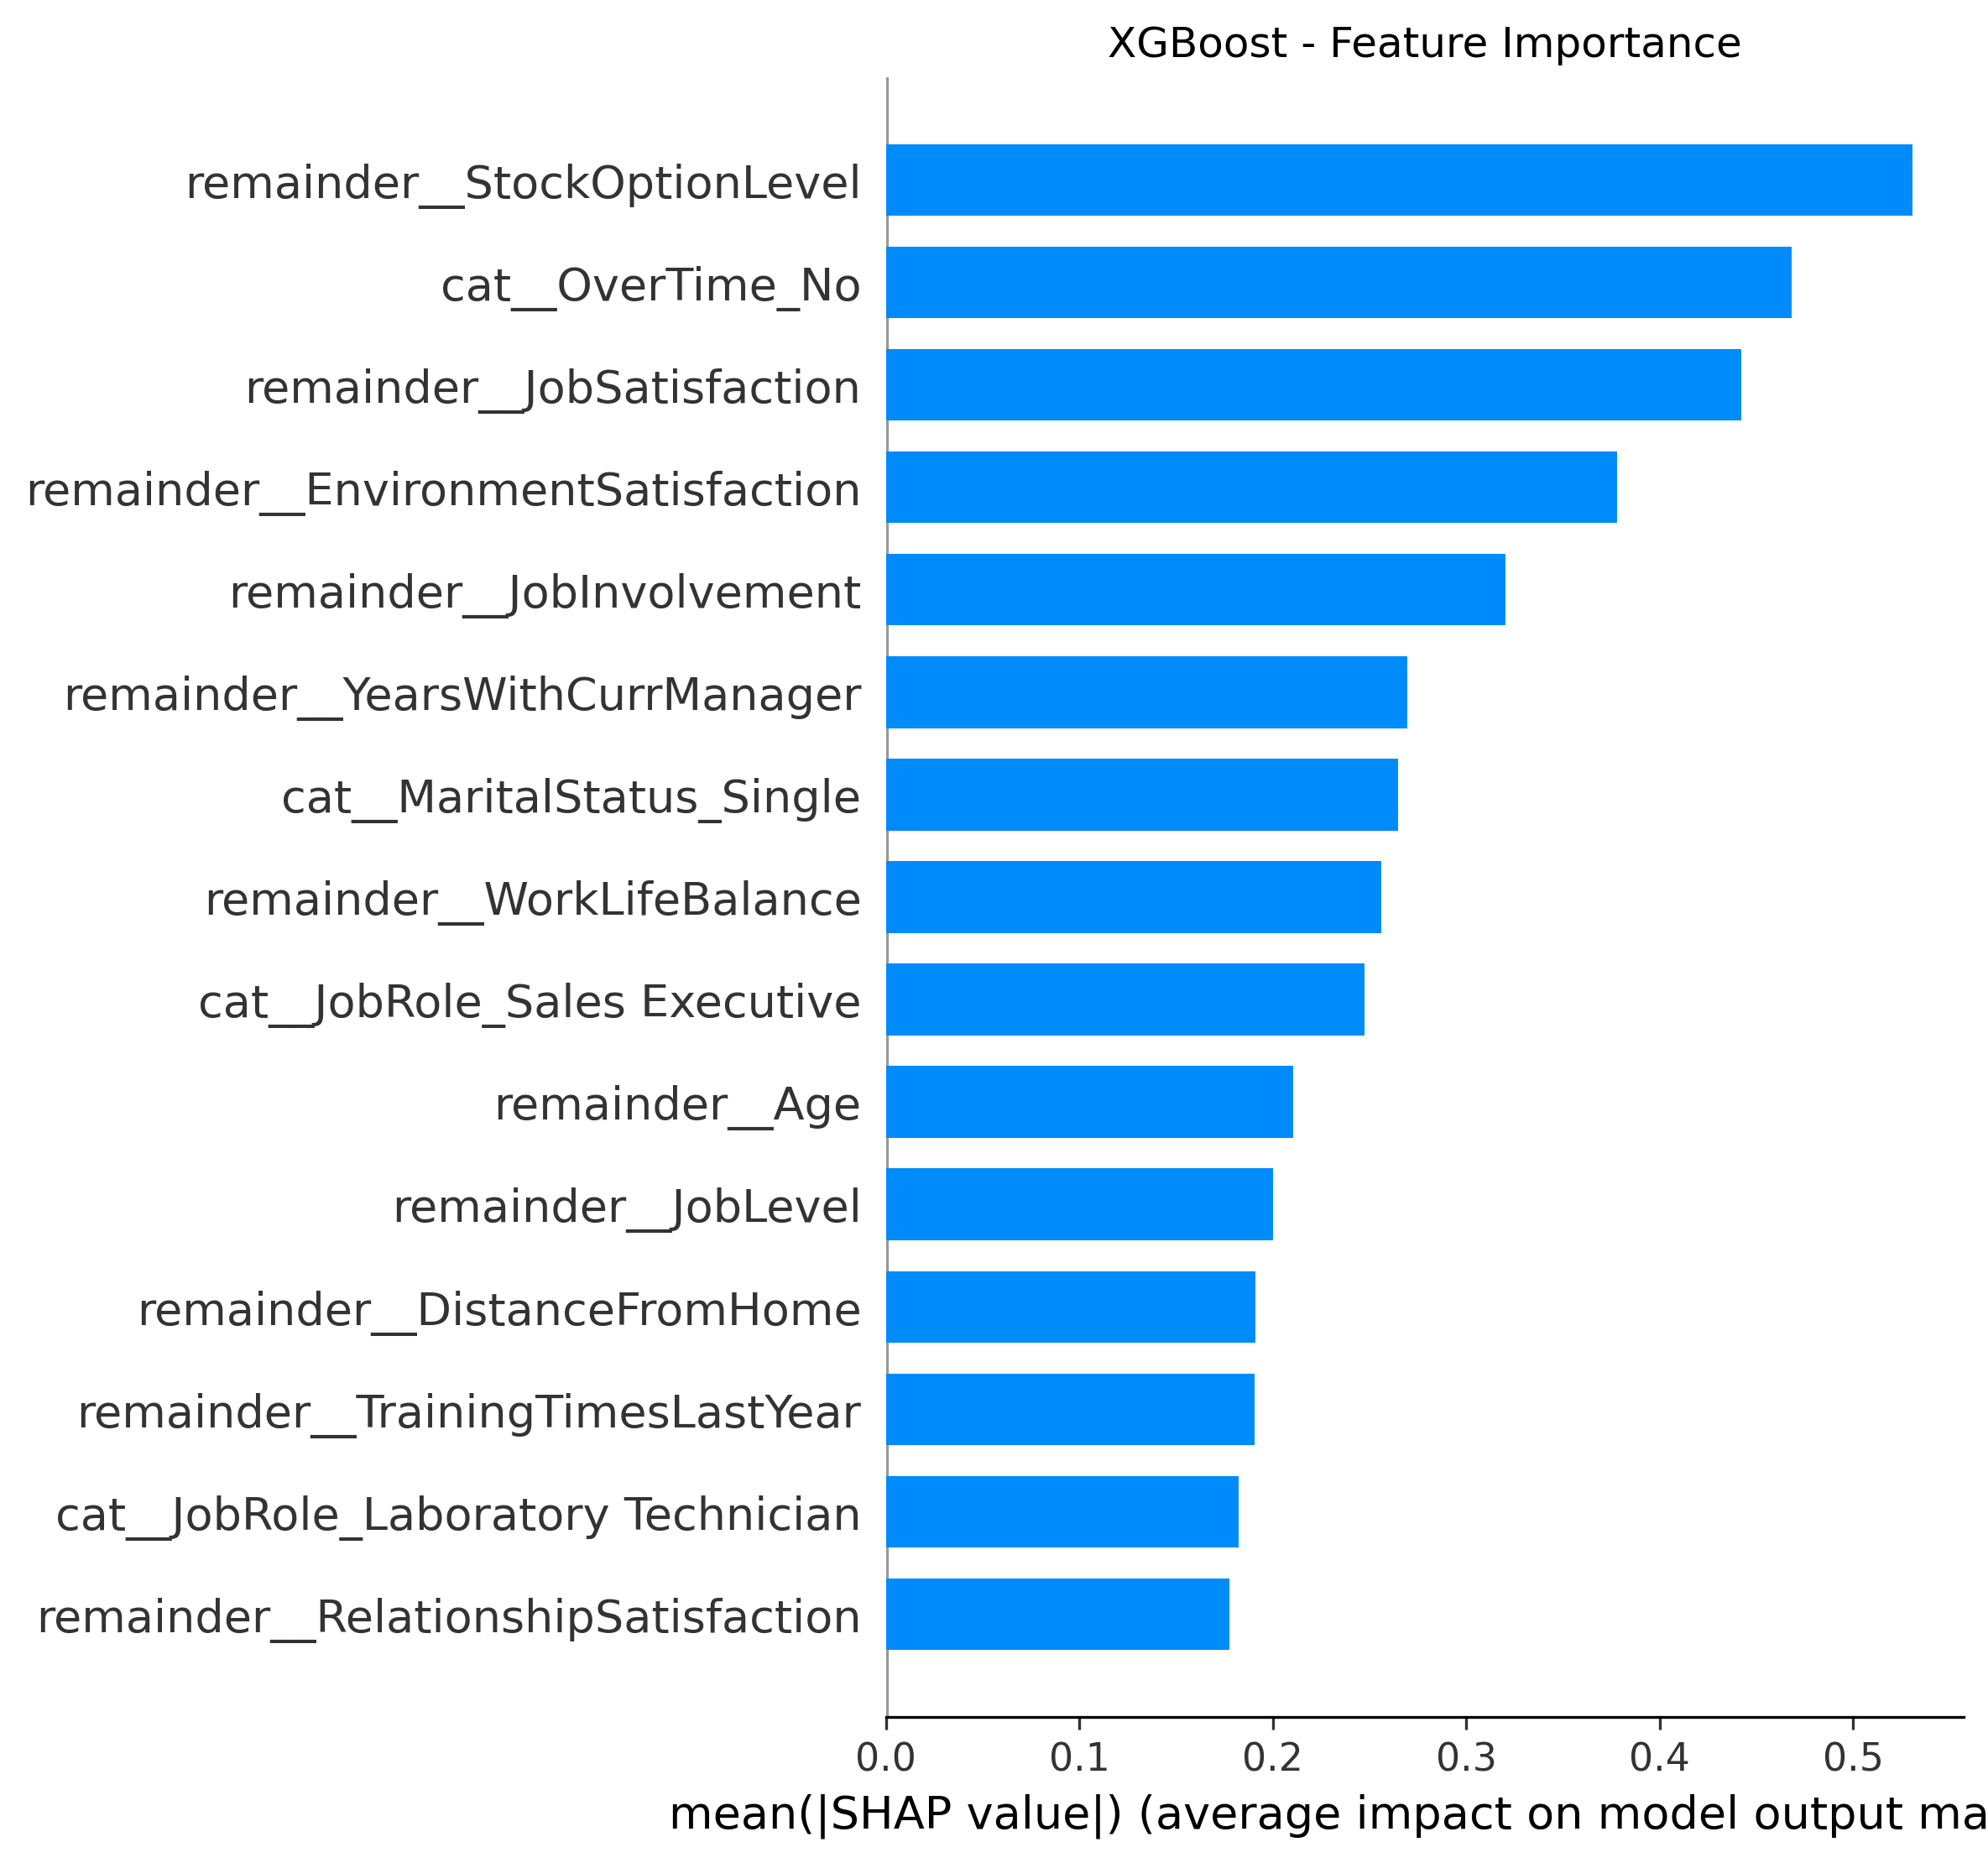 XGBoost - Feature Importance
remainder__StockOptionLevel
cat__OverTime_No
remainder__JobSatisfaction
remainder__EnvironmentSatisfaction
remainder__JobInvolvement
remainder__YearsWithCurrManager
cat__MaritalStatus_Single
remainder__WorkLifeBalance
cat__JobRole_Sales Executive
remainder__Age
remainder__JobLevel
remainder__DistanceFromHome
remainder__TrainingTimesLastYear
cat__JobRole_Laboratory Technician
remainder__RelationshipSatisfaction
0.0 0.1 0.2 0.3 0.4 0.5
mean(|SHAP value|) (average impact on model output ma